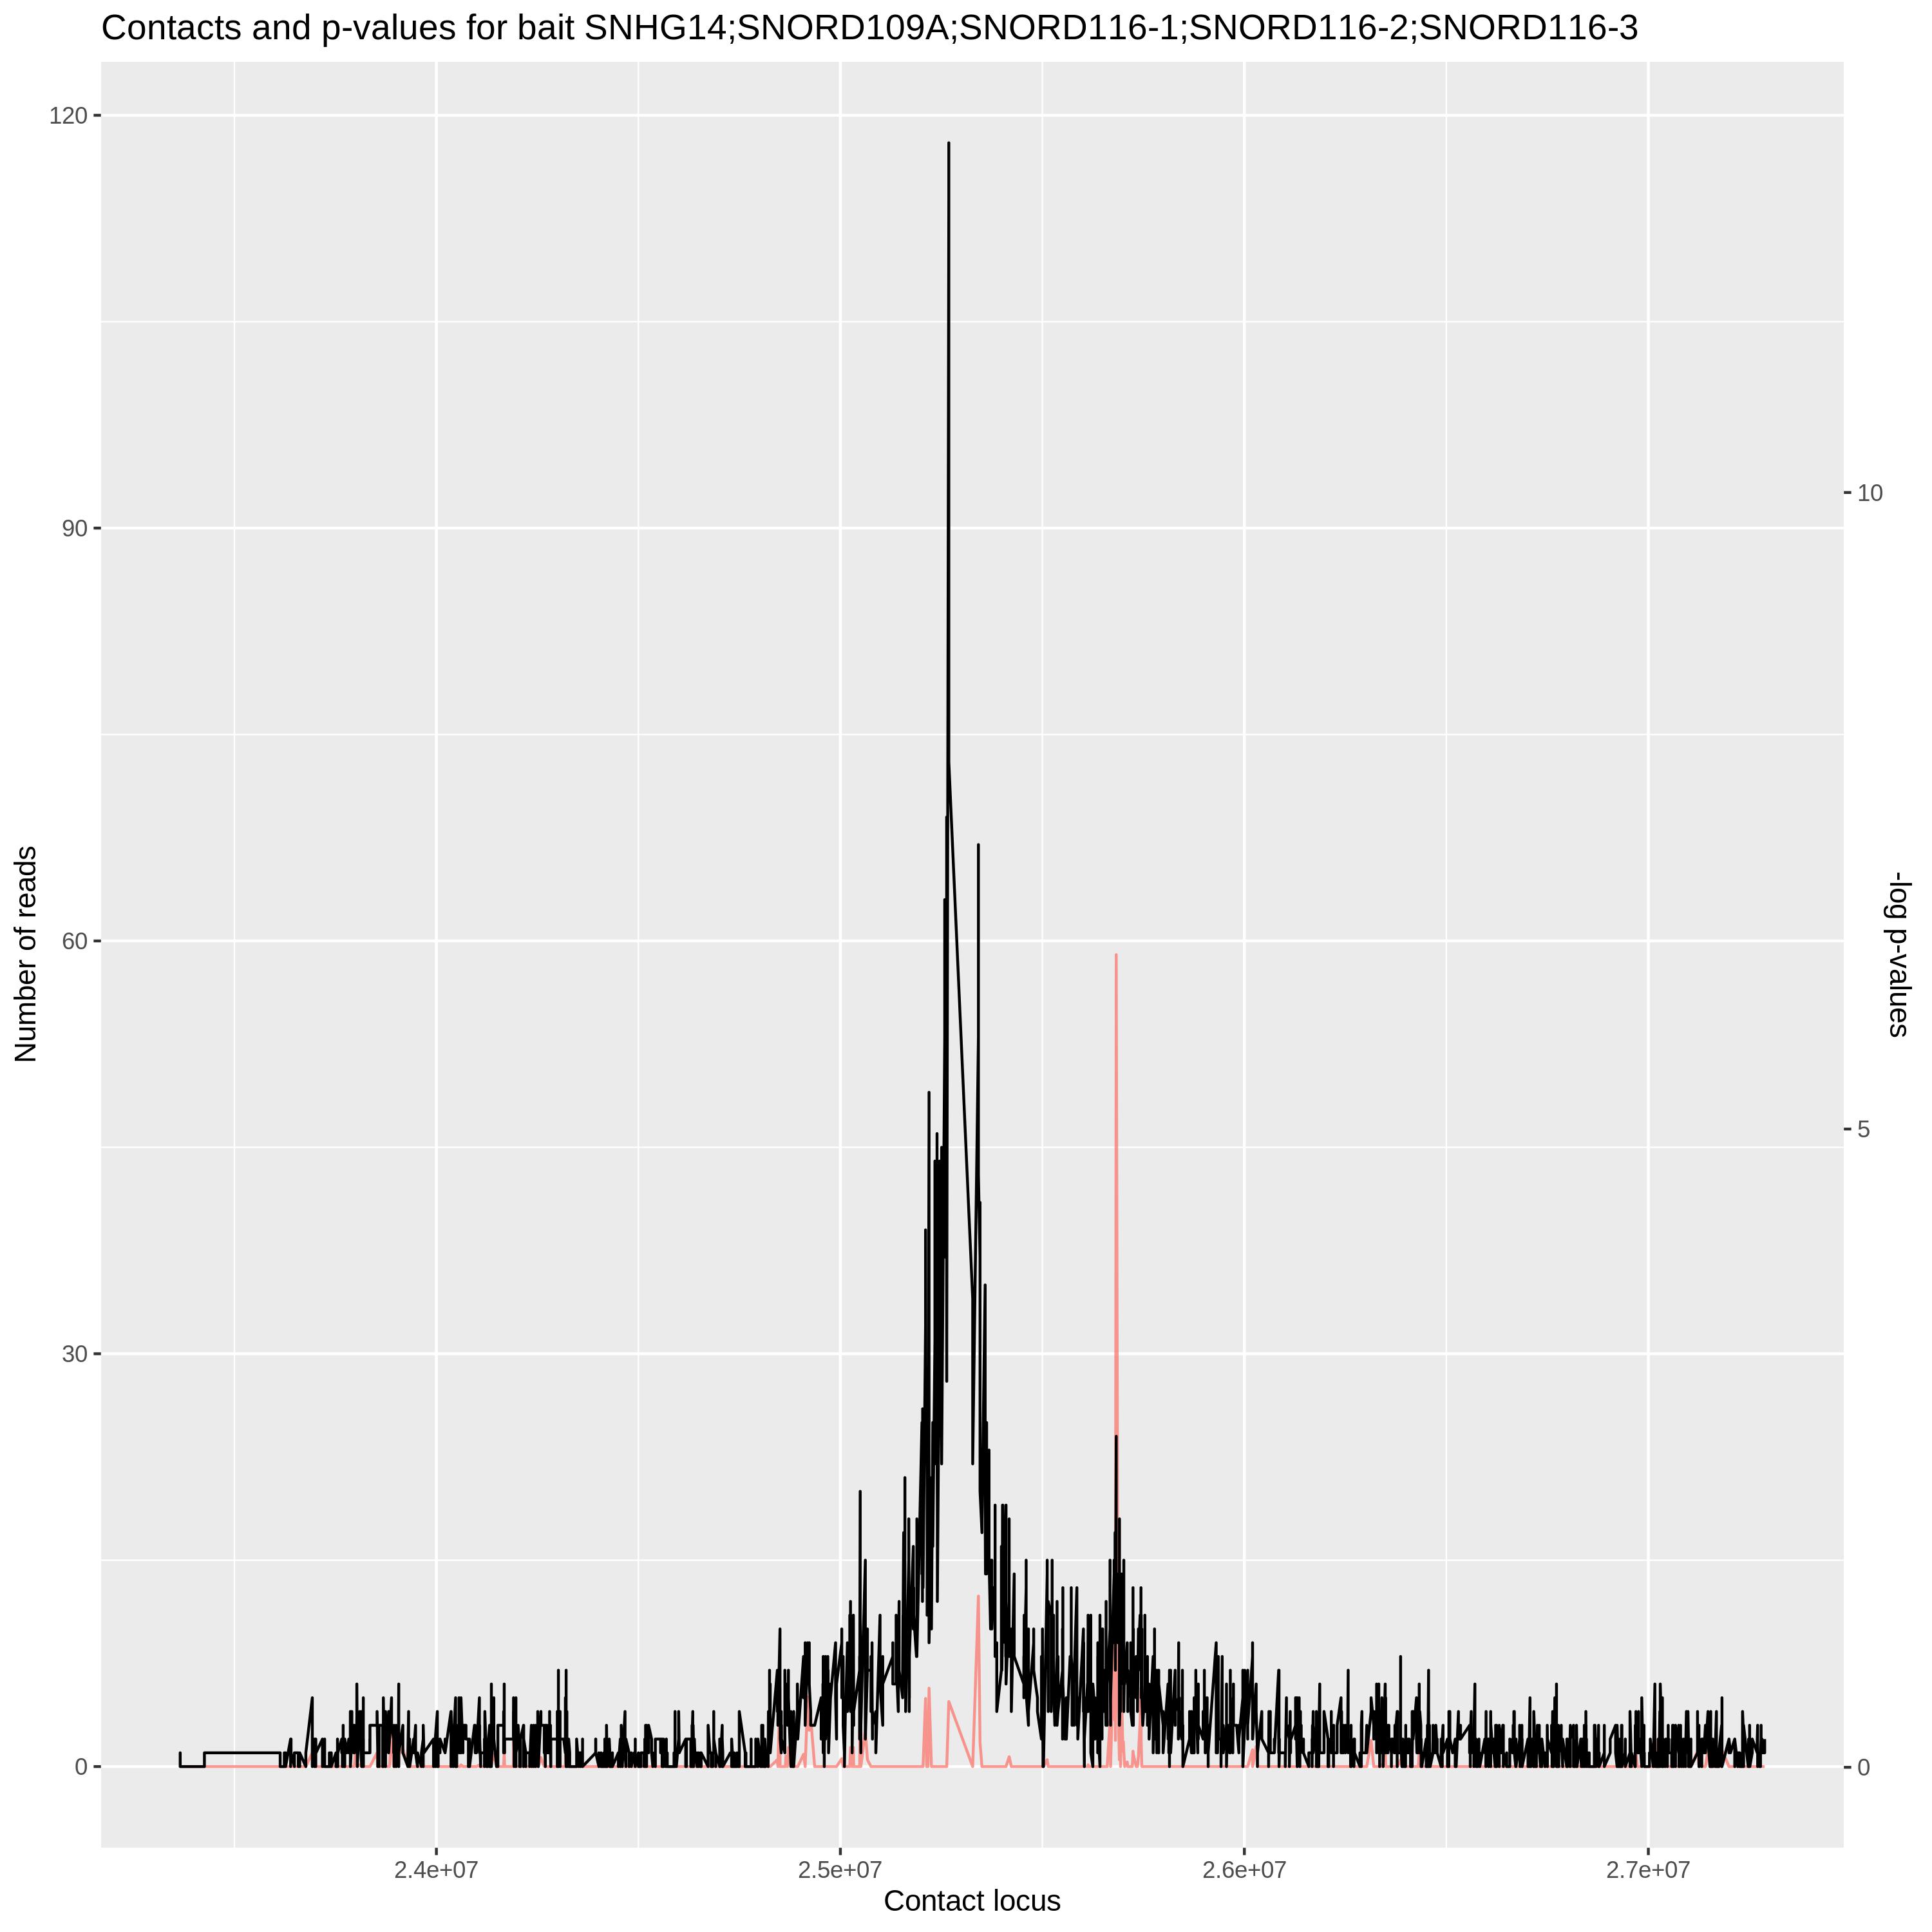 Contacts and p-values for bait SNHG14;SNORD109A;SNORD116-1;SNORD116-2;SNORD116-3
120
90
60
30
0
Number of reads
10
5
0
-log p-values
2.4e+07 2.5e+07 2.6e+07 2.7e+07
Contact locus